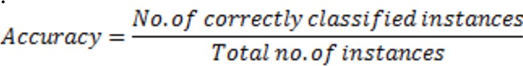 .
Accuracy = No. of correctly classified instances / Total no. of instances